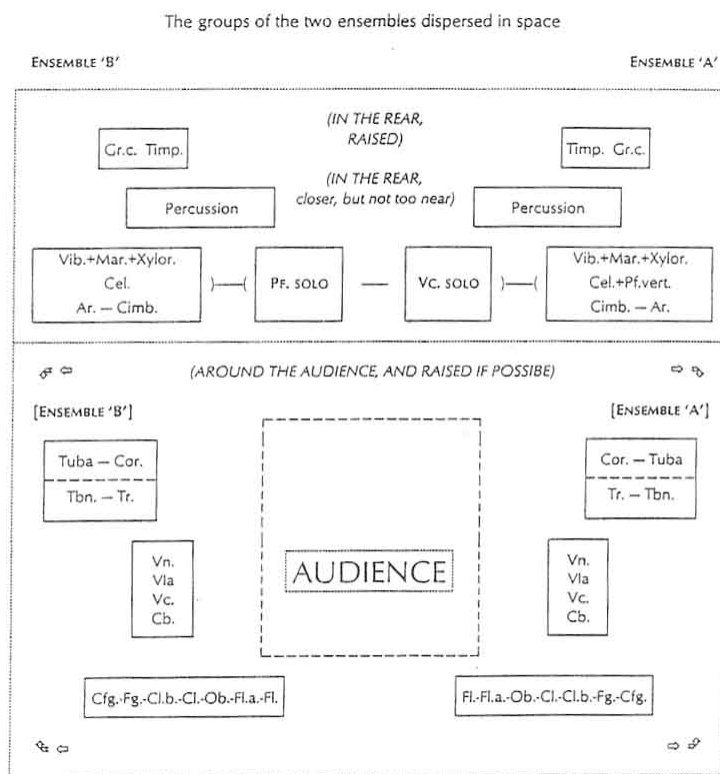 The groups of the two ensembles dispersed in space
ENSEMBLE 'B' ENSEMBLE 'A'
(IN THE REAR,
RAISED)
Gr.c. Timp. Timp. Gr.c.
(IN THE REAR,
closer, but not too near)
Percussion Percussion
Vib.+Mar.+Xylor.
Cel.
Ar. – Cimb.
PF. SOLO
VC. SOLO
Vib.+Mar.+Xylor.
Cel.+Pf.vert.
Cimb. – Ar.
(AROUND THE AUDIENCE, AND RAISED IF POSSIBE)
[ENSEMBLE 'B'] [ENSEMBLE 'A']
Tuba – Cor.
Tbn. – Tr.
Cor. – Tuba
Tr. – Tbn.
Vn.
Vla
Vc.
Cb.
AUDIENCE
Vn.
Vla
Vc.
Cb.
Cfg.-Fg.-Cl.b.-Cl.-Ob.-Fl.a.-Fl.
Fl.-Fl.a.-Ob.-Cl.-Cl.b.-Fg.-Cfg.